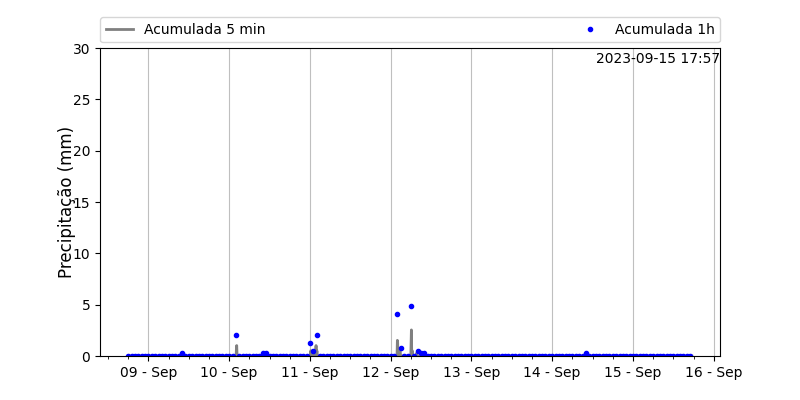 Acumulada 5 min
Acumulada 1h
2023-09-15 17:57
Precipitação (mm)
30
25
20
15
10
5
0
09 - Sep
10 - Sep
11 - Sep
12 - Sep
13 - Sep
14 - Sep
15 - Sep
16 - Sep